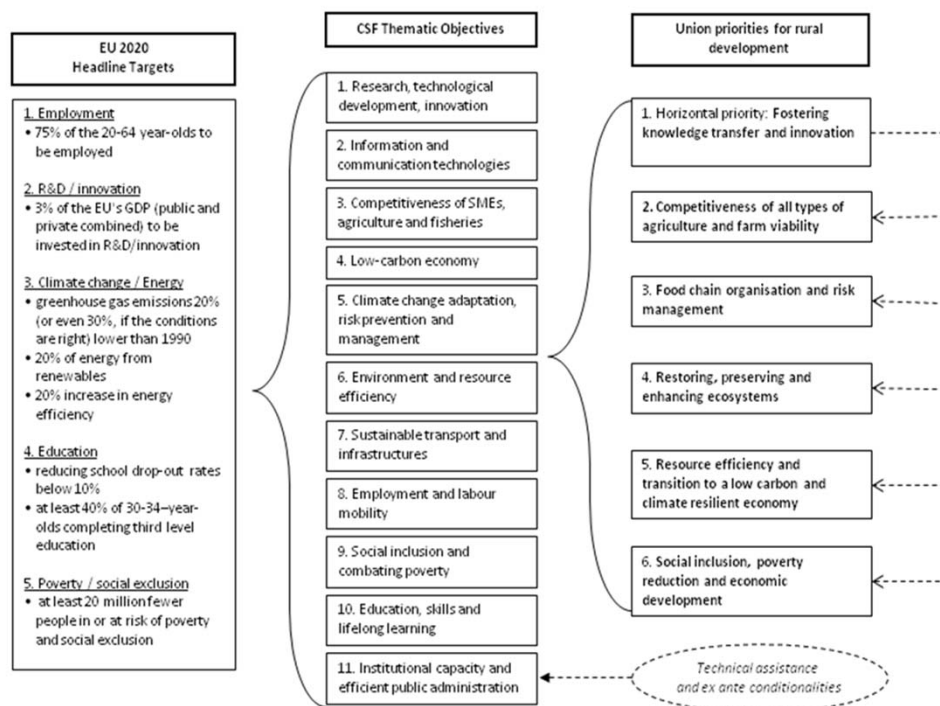 EU 2020
Headline Targets
1. Employment
• 75% of the 20-64 year-olds to
be employed
2. R&D / innovation
• 3% of the EU's GDP (public and
private combined) to be
invested in R&D/innovation
3. Climate change / Energy
• greenhouse gas emissions 20%
(or even 30%, if the conditions
are right) lower than 1990
• 20% of energy from
renewables
• 20% increase in energy
efficiency
4. Education
• reducing school drop-out rates
below 10%
• at least 40% of 30-34–year-
olds completing third level
education
5. Poverty / social exclusion
• at least 20 million fewer
people in or at risk of poverty
and social exclusion
CSF Thematic Objectives
1. Research, technological
development, innovation
2. Information and
communication technologies
3. Competitiveness of SMEs,
agriculture and fisheries
4. Low-carbon economy
5. Climate change adaptation,
risk prevention and
management
6. Environment and resource
efficiency
7. Sustainable transport and
infrastructures
8. Employment and labour
mobility
9. Social inclusion and
combating poverty
10. Education, skills and
lifelong learning
11. Institutional capacity and
efficient public administration
Union priorities for rural
development
1. Horizontal priority: Fostering
knowledge transfer and innovation
2. Competitiveness of all types of
agriculture and farm viability
3. Food chain organisation and risk
management
4. Restoring, preserving and
enhancing ecosystems
5. Resource efficiency and
transition to a low carbon and
climate resilient economy
6. Social inclusion, poverty
reduction and economic
development
Technical assistance
and ex ante conditionalities